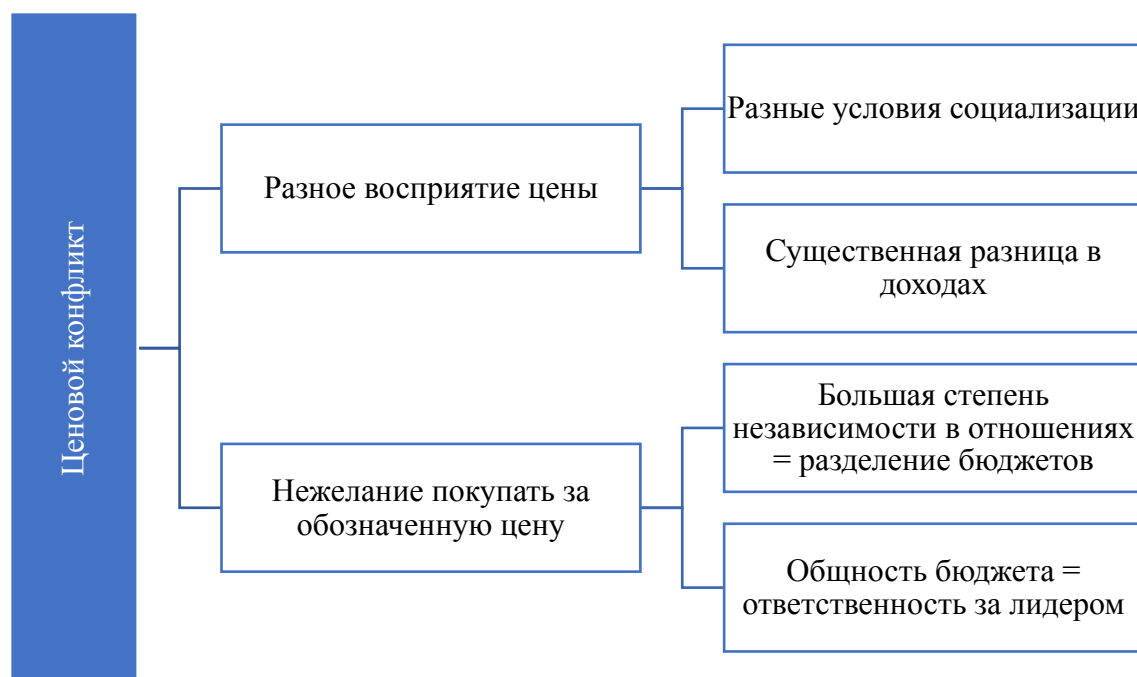 Ценовой конфликт
Разное восприятие цены
Разные условия социализации
Существенная разница в
доходах
Нежелание покупать за
обозначенную цену
Большая степень
независимости в отношениях
= разделение бюджетов
Общность бюджета =
ответственность за лидером